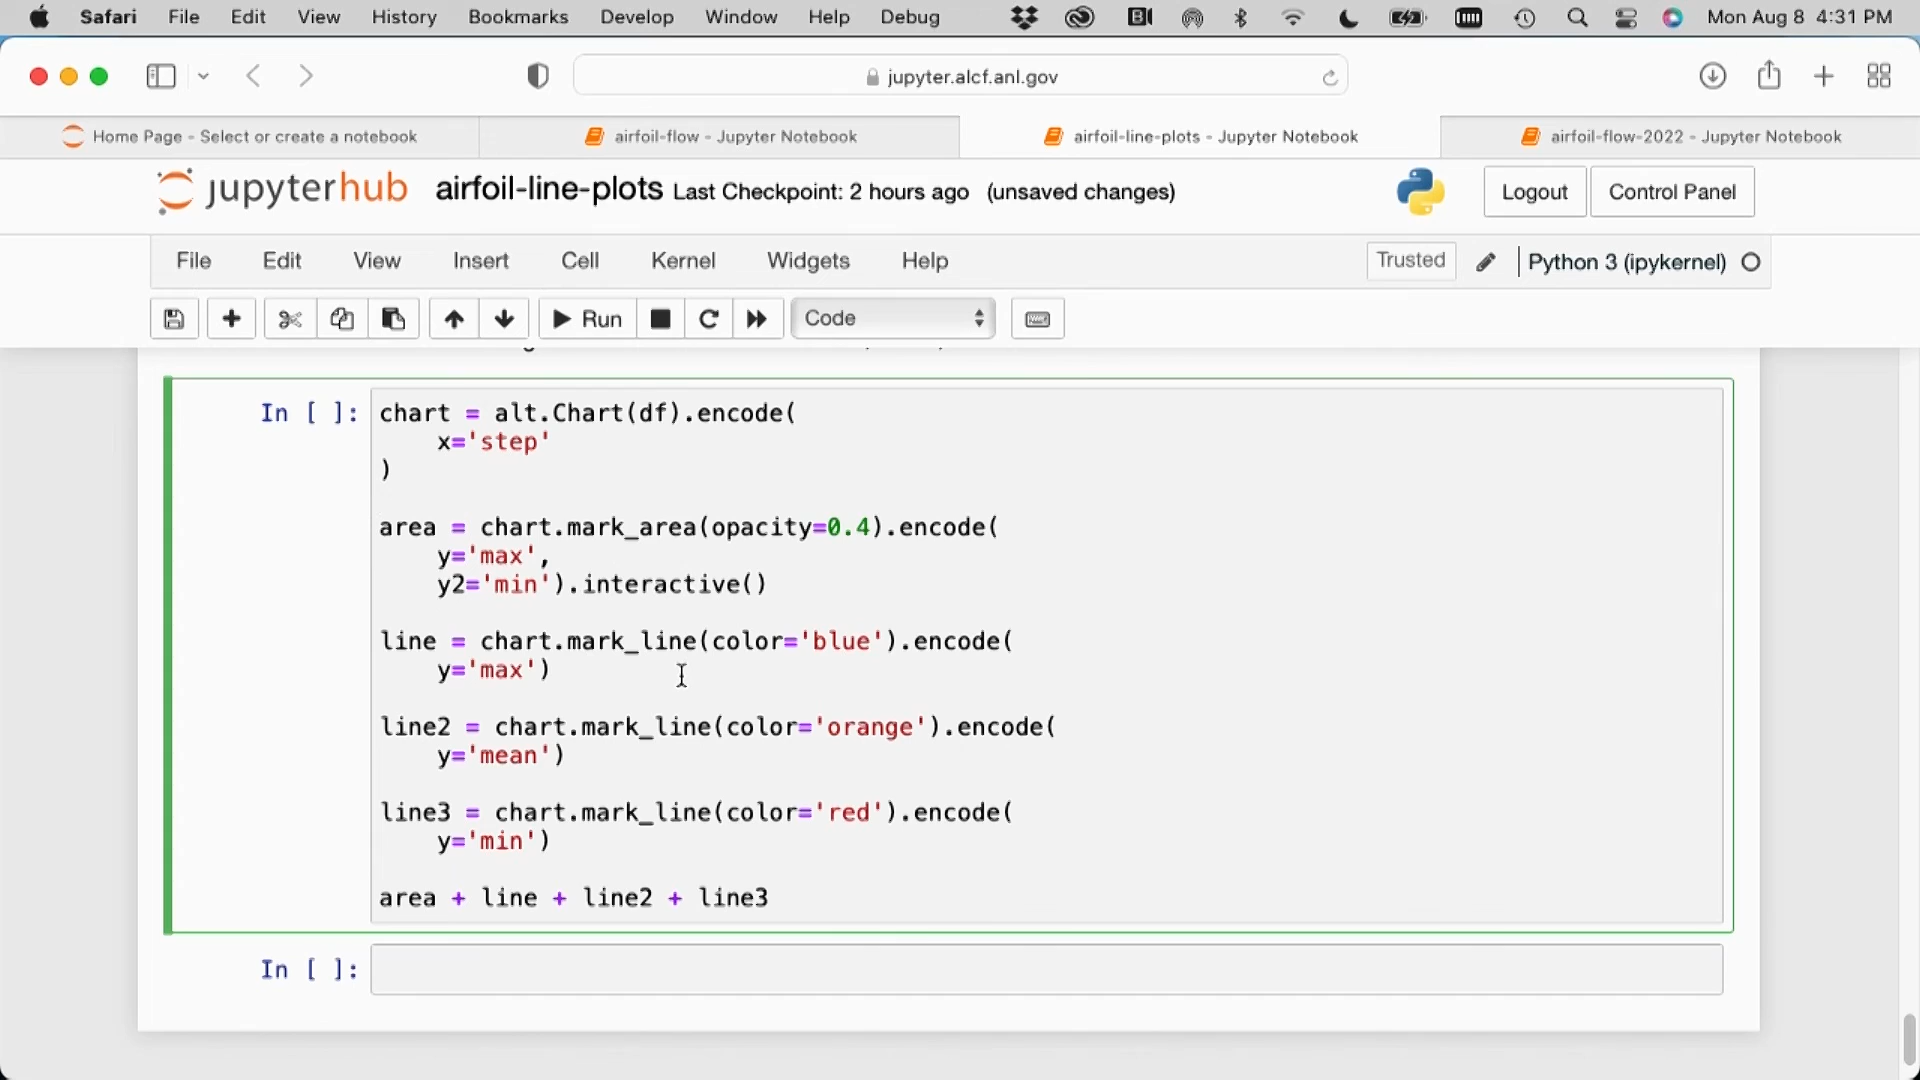 Safari File Edit View History Bookmarks Develop Window Help Debug Mon Aug 8 4:31 PM
jupyter.alcf.anl.gov
Home Page - Select or create a notebook airfoil-flow - Jupyter Notebook airfoil-line-plots - Jupyter Notebook airfoil-flow-2022 - Jupyter Notebook
jupyterhub airfoil-line-plots Last Checkpoint: 2 hours ago (unsaved changes) Logout Control Panel
File Edit View Insert Cell Kernel Widgets Help Trusted Python 3 (ipykernel)
Run Code
In [ ]: chart = alt.Chart(df).encode(
x='step'
)
area = chart.mark_area(opacity=0.4).encode(
y='max',
y2='min').interactive()
line = chart.mark_line(color='blue').encode(
y='max')
line2 = chart.mark_line(color='orange').encode(
y='mean')
line3 = chart.mark_line(color='red').encode(
y='min')
area + line + line2 + line3
In [ ]: